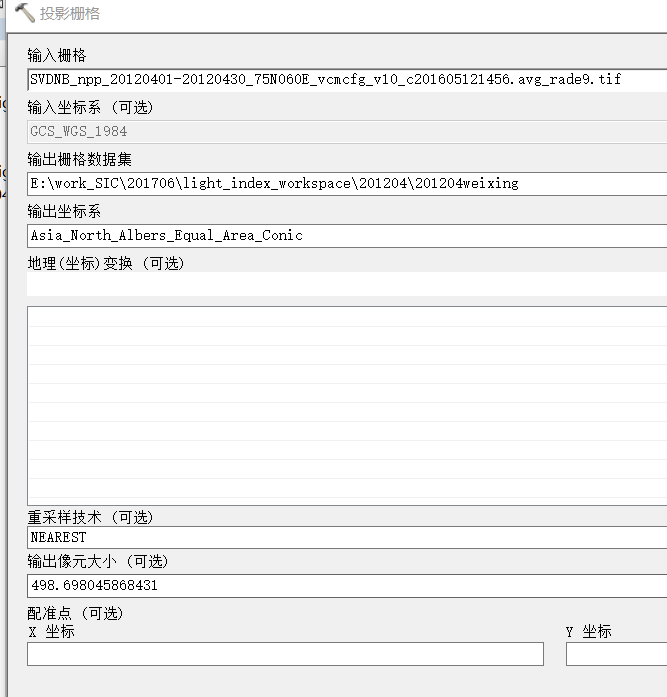 投影栅格
输入栅格
SVDNB_npp_20120401-20120430_75N060E_vcmcfg_v10_c201605121456.avg_rade9.tif
输入坐标系 (可选)
GCS_WGS_1984
输出栅格数据集
E:\work_SIC\201706\light_index_workspace\201204\201204weixing
输出坐标系
Asia_North_Albers_Equal_Area_Conic
地理(坐标)变换 (可选)
重采样技术 (可选)
NEAREST
输出像元大小 (可选)
498.698045868431
配准点 (可选)
X 坐标
Y 坐标